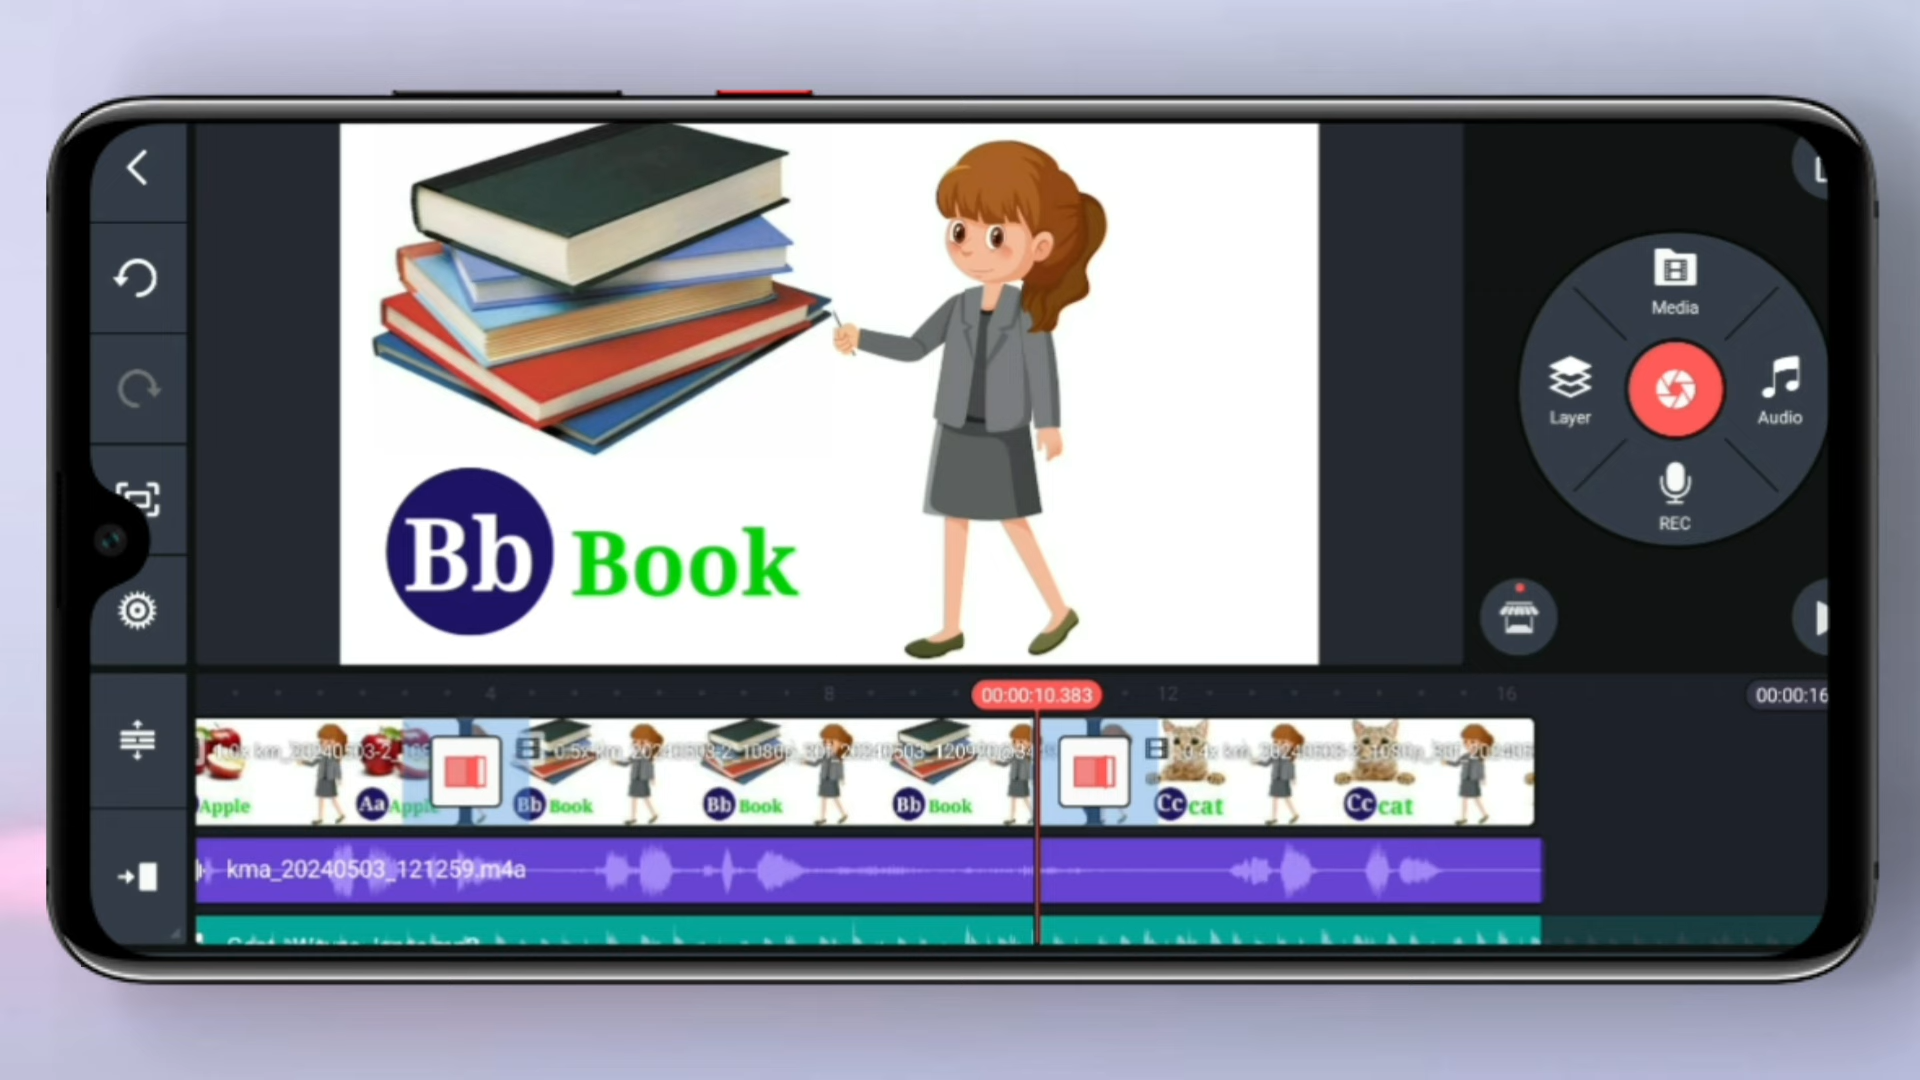 Media
Layer
Audio
REC
Bb Book
4
8
00:00:10.383
12
16
00:00:16
Apple
Aa Apple
Bb Book
Bb Book
Bb Book
Cc cat
Cc cat
kma_20240503_121259.m4a